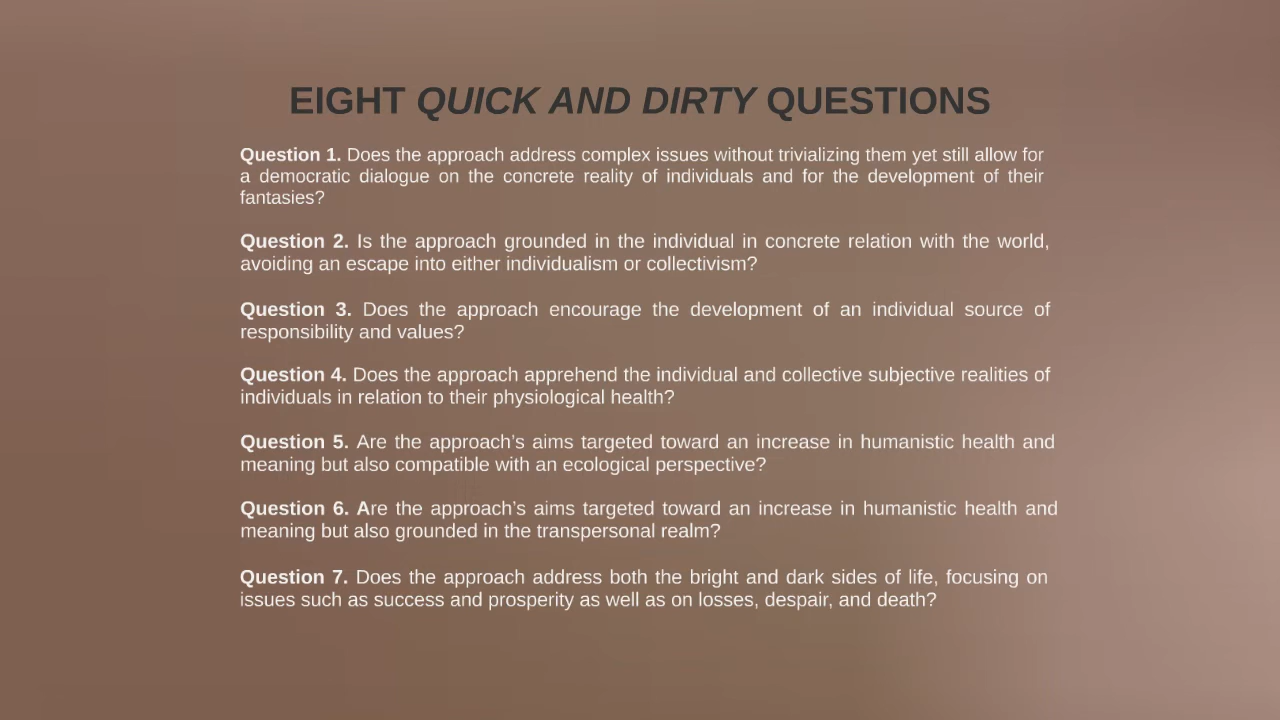 EIGHT QUICK AND DIRTY QUESTIONS
Question 1. Does the approach address complex issues without trivializing them yet still allow for
a democratic dialogue on the concrete reality of individuals and for the development of their
fantasies?
Question 2. Is the approach grounded in the individual in concrete relation with the world,
avoiding an escape into either individualism or collectivism?
Question 3. Does the approach encourage the development of an individual source of
responsibility and values?
Question 4. Does the approach apprehend the individual and collective subjective realities of
individuals in relation to their physiological health?
Question 5. Are the approach’s aims targeted toward an increase in humanistic health and
meaning but also compatible with an ecological perspective?
Question 6. Are the approach’s aims targeted toward an increase in humanistic health and
meaning but also grounded in the transpersonal realm?
Question 7. Does the approach address both the bright and dark sides of life, focusing on
issues such as success and prosperity as well as on losses, despair, and death?